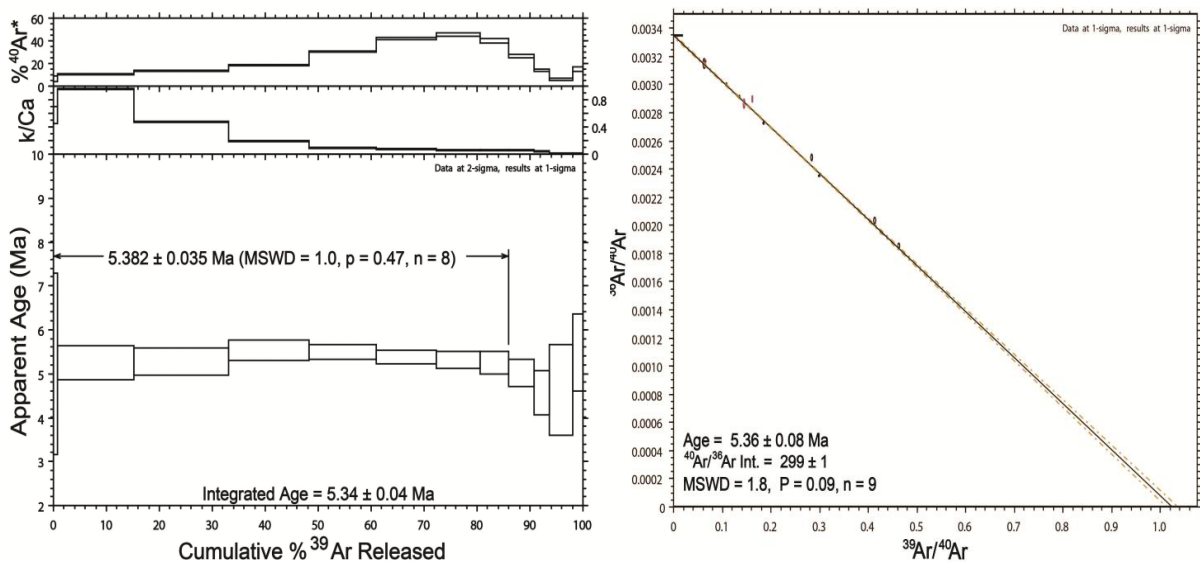 %⁴⁰Ar*
60
40
20
0
k/Ca
0.8
0.4
0
Apparent Age (Ma)
10
9
8
7
6
5
4
3
2
Data at 2-sigma, results at 1-sigma
5.382 ± 0.035 Ma (MSWD = 1.0, p = 0.47, n = 8)
Integrated Age = 5.34 ± 0.04 Ma
0 10 20 30 40 50 60 70 80 90 100
Cumulative % ³⁹Ar Released
³⁶Ar/⁴⁰Ar
0.0034
0.0032
0.0030
0.0028
0.0026
0.0024
0.0022
0.0020
0.0018
0.0016
0.0014
0.0012
0.0010
0.0008
0.0006
0.0004
0.0002
0
Data at 1-sigma, results at 1-sigma
Age = 5.36 ± 0.08 Ma
⁴⁰Ar/³⁶Ar Int. = 299 ± 1
MSWD = 1.8, P = 0.09, n = 9
0 0.1 0.2 0.3 0.4 0.5 0.6 0.7 0.8 0.9 1.0
³⁹Ar/⁴⁰Ar